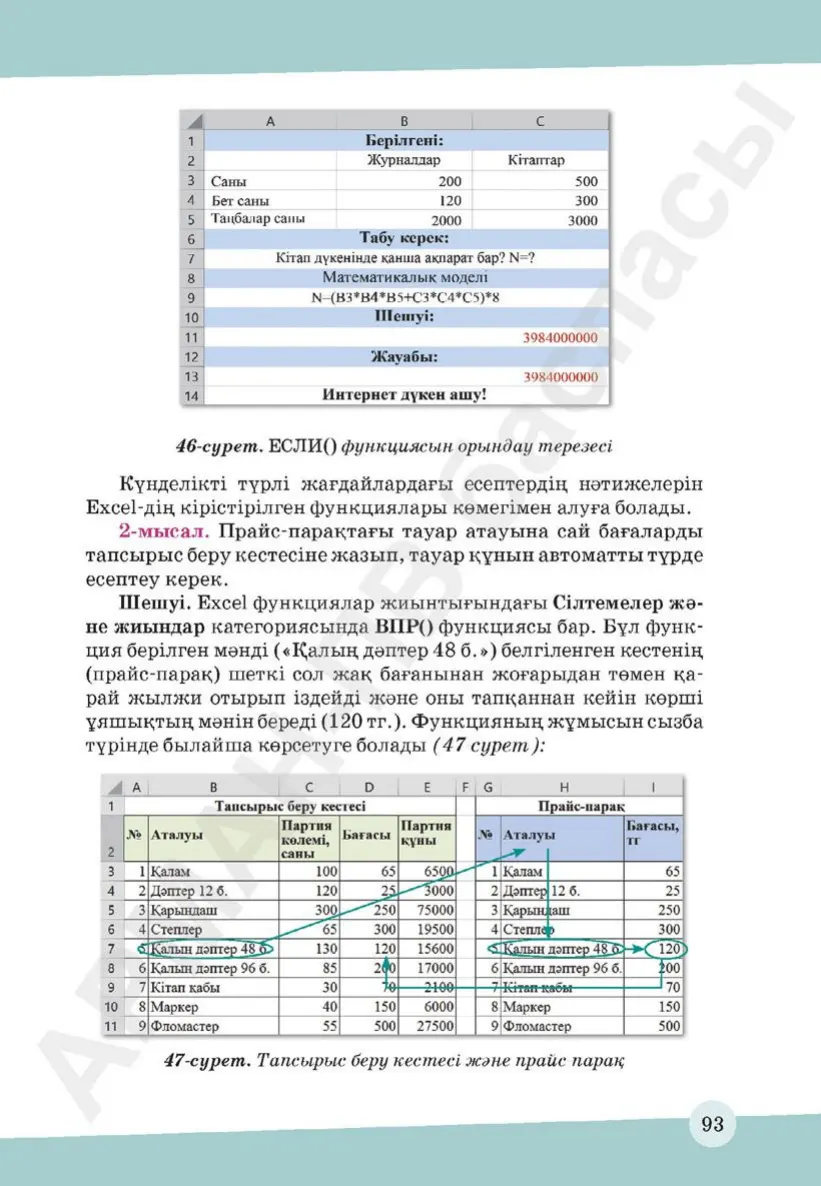 A B C
1 Берілгені:
2 Журналдар Кітаптар
3 Саны 200 500
4 Бет саны 120 300
5 Таңбалар саны 2000 3000
6 Табу керек:
7 Кітап дүкенінде қанша ақпарат бар? N=?
8 Математикалық моделі
9 N=(B3*B4*B5+C3*C4*C5)*8
10 Шешуі:
11 3984000000
12 Жауабы:
13 3984000000
14 Интернет дүкен ашу!
46-сурет. ЕСЛИ() функциясын орындау терезесі
Күнделікті түрлі жағдайлардағы есептердің нәтижелерін
Excel-дің кірістірілген функциялары көмегімен алуға болады.
2-мысал. Прайс-парақтағы тауар атауына сай бағаларды
тапсырыс беру кестесіне жазып, тауар құнын автоматты түрде
есептеу керек.
Шешуі. Excel функциялар жиынтығындағы Сілтемелер жә-
не жиындар категориясында ВПР() функциясы бар. Бұл функ-
ция берілген мәнді («Қалың дәптер 48 б.») белгіленген кестенің
(прайс-парақ) шеткі сол жақ бағанынан жоғарыдан төмен қа-
рай жылжи отырып іздейді және оны тапқаннан кейін көрші
ұяшықтың мәнін береді (120 тг.). Функцияның жұмысын сызба
түрінде былайша көрсетуге болады (47 сурет):
A B C D E F G H I
1 Тапсырыс беру кестесі Прайс-парақ
2 № Аталуы Партия көлемі, саны Бағасы Партия құны № Аталуы Бағасы, тг
3 1 Қалам 100 65 6500 1 Қалам 65
4 2 Дәптер 12 б. 120 25 3000 2 Дәптер 12 б. 25
5 3 Қарындаш 300 250 75000 3 Қарындаш 250
6 4 Степлер 65 300 19500 4 Степлер 300
7 5 Қалың дәптер 48 б. 130 120 15600 5 Қалың дәптер 48 б. 120
8 6 Қалың дәптер 96 б. 85 200 17000 6 Қалың дәптер 96 б. 200
9 7 Кітап қабы 30 70 2100 7 Кітап қабы 70
10 8 Маркер 40 150 6000 8 Маркер 150
11 9 Фломастер 55 500 27500 9 Фломастер 500
47-сурет. Тапсырыс беру кестесі және прайс парақ
93
АРМАН-ПВ баспасы